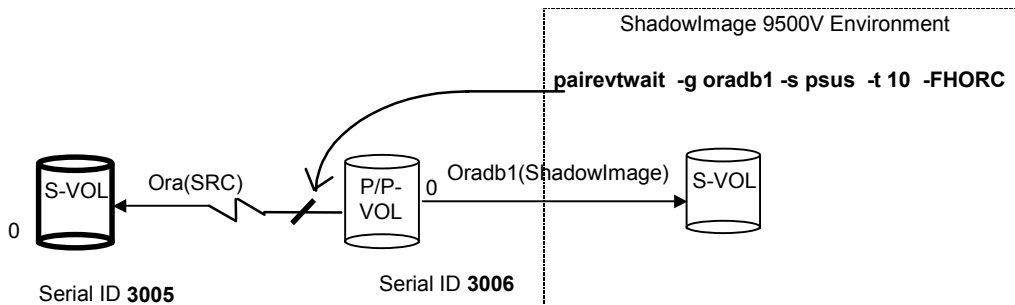 ShadowImage 9500V Environment
pairevtwait -g oradb1 -s psus -t 10 -FHORC
S-VOL
Ora(SRC)
P/P-
VOL
0
Oradb1(ShadowImage)
S-VOL
0
Serial ID 3005
Serial ID 3006